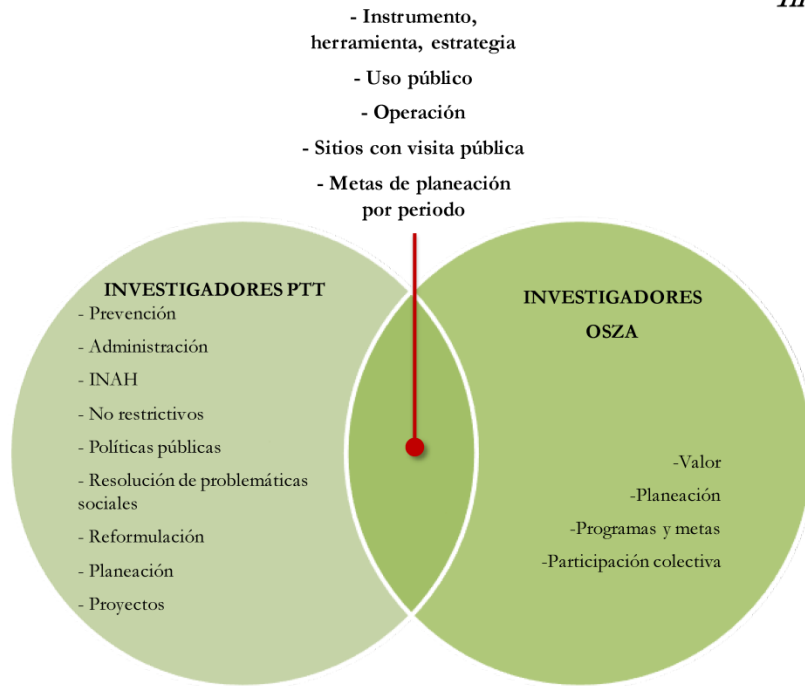 - Instrumento,
herramienta, estrategia
- Uso público
- Operación
- Sitios con visita pública
- Metas de planeación
por periodo
INVESTIGADORES PTT
- Prevención
- Administración
- INAH
- No restrictivos
- Políticas públicas
- Resolución de problemáticas
sociales
- Reformulación
- Planeación
- Proyectos
INVESTIGADORES
OSZA
-Valor
-Planeación
-Programas y metas
-Participación colectiva